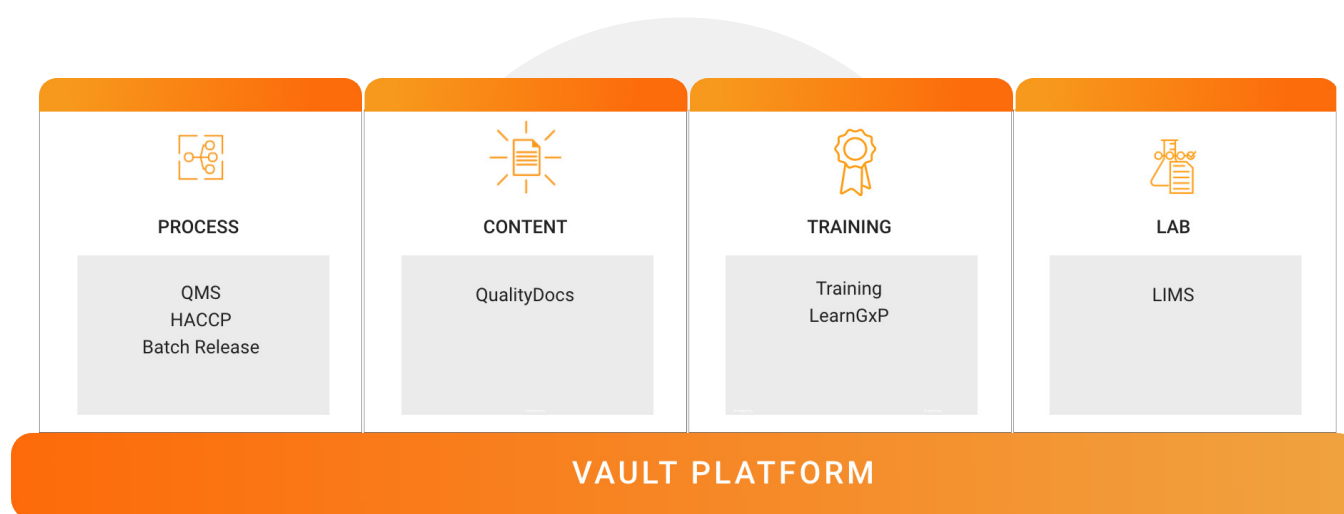 PROCESS
QMS
HACCP
Batch Release
CONTENT
QualityDocs
TRAINING
Training
LearnGxP
LAB
LIMS
VAULT PLATFORM